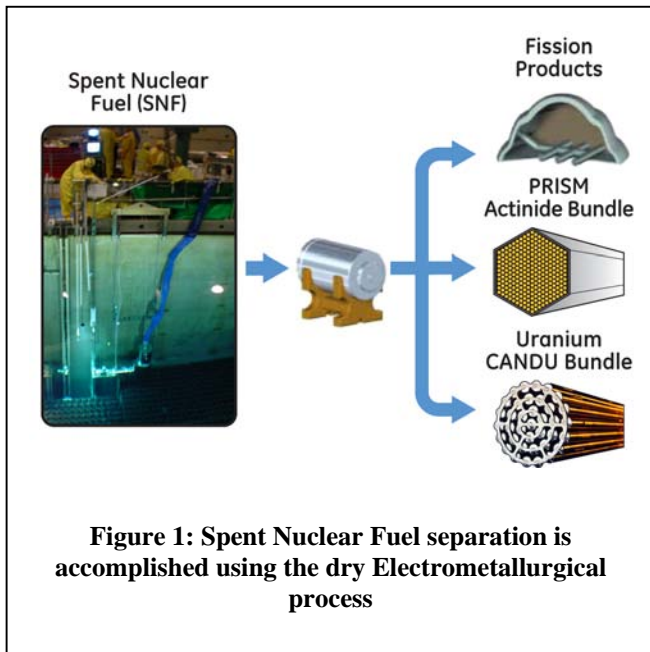 Spent Nuclear
Fuel (SNF)
Fission
Products
PRISM
Actinide Bundle
Uranium
CANDU Bundle
Figure 1: Spent Nuclear Fuel separation is
accomplished using the dry Electrometallurgical
process